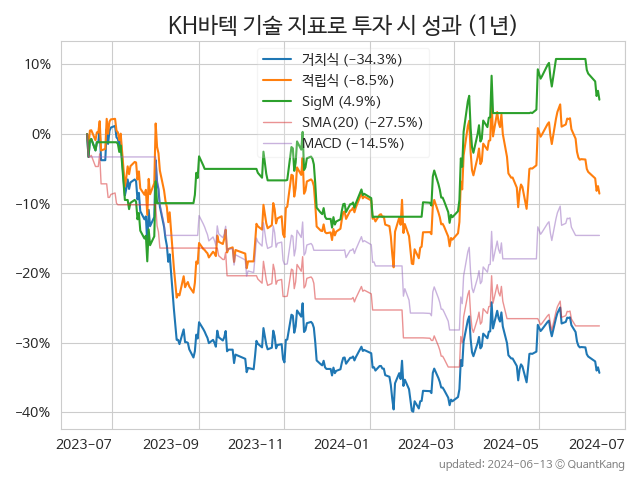 KH바텍 기술 지표로 투자 시 성과 (1년)
거치식 (−34.3%)
적립식 (−8.5%)
SigM (4.9%)
SMA(20) (−27.5%)
MACD (−14.5%)
10%
0%
−10%
−20%
−30%
−40%
2023−07 2023−09 2023−11 2024−01 2024−03 2024−05 2024−07
updated: 2024-06-13 © QuantKang